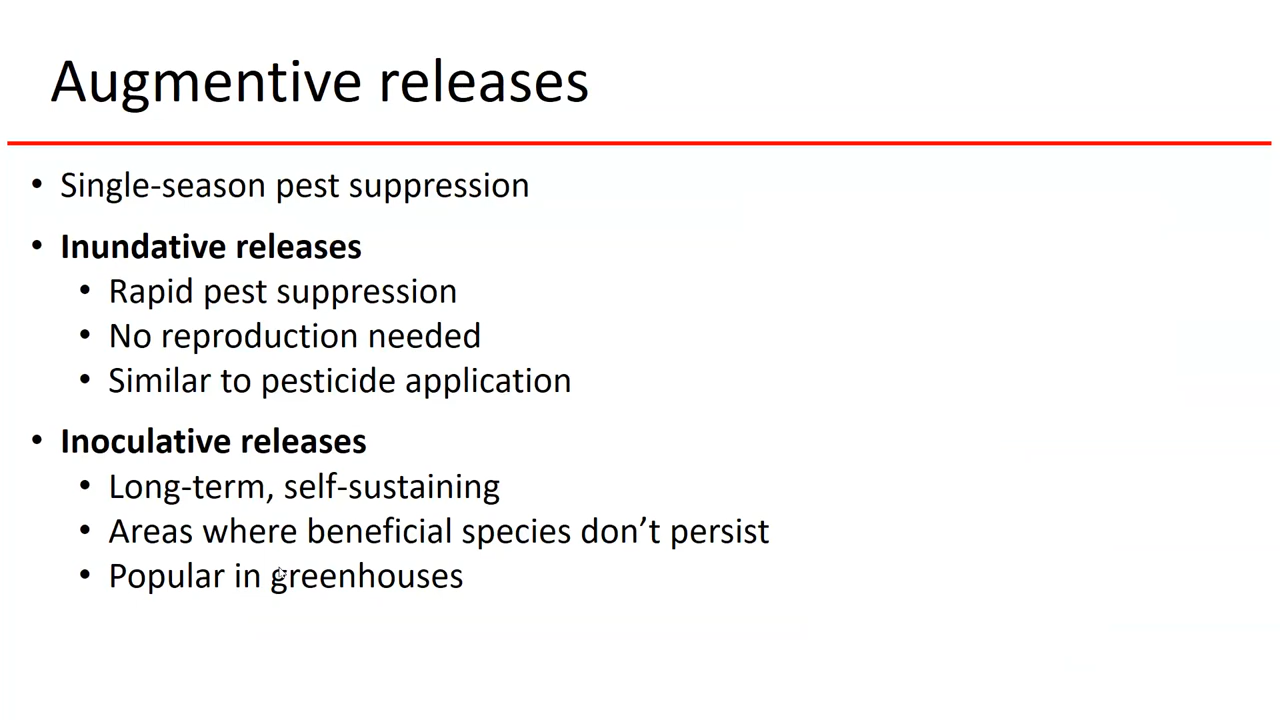 Augmentive releases
• Single-season pest suppression
• Inundative releases
• Rapid pest suppression
• No reproduction needed
• Similar to pesticide application
• Inoculative releases
• Long-term, self-sustaining
• Areas where beneficial species don’t persist
• Popular in greenhouses